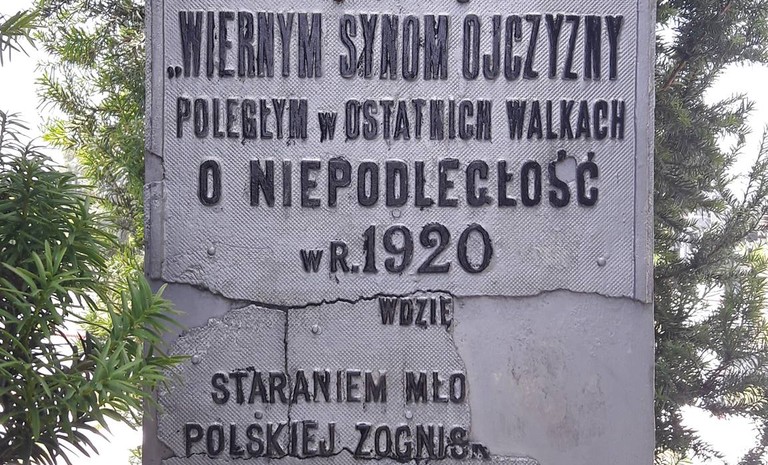 „WIERNYM SYNOM OJCZYZNY
POLEGŁYM W OSTATNICH WALKACH
O NIEPODLEGŁOŚĆ
W R. 1920
WDZIĘ
STARANIEM MŁO
POLSKIEJ ZOGNIS